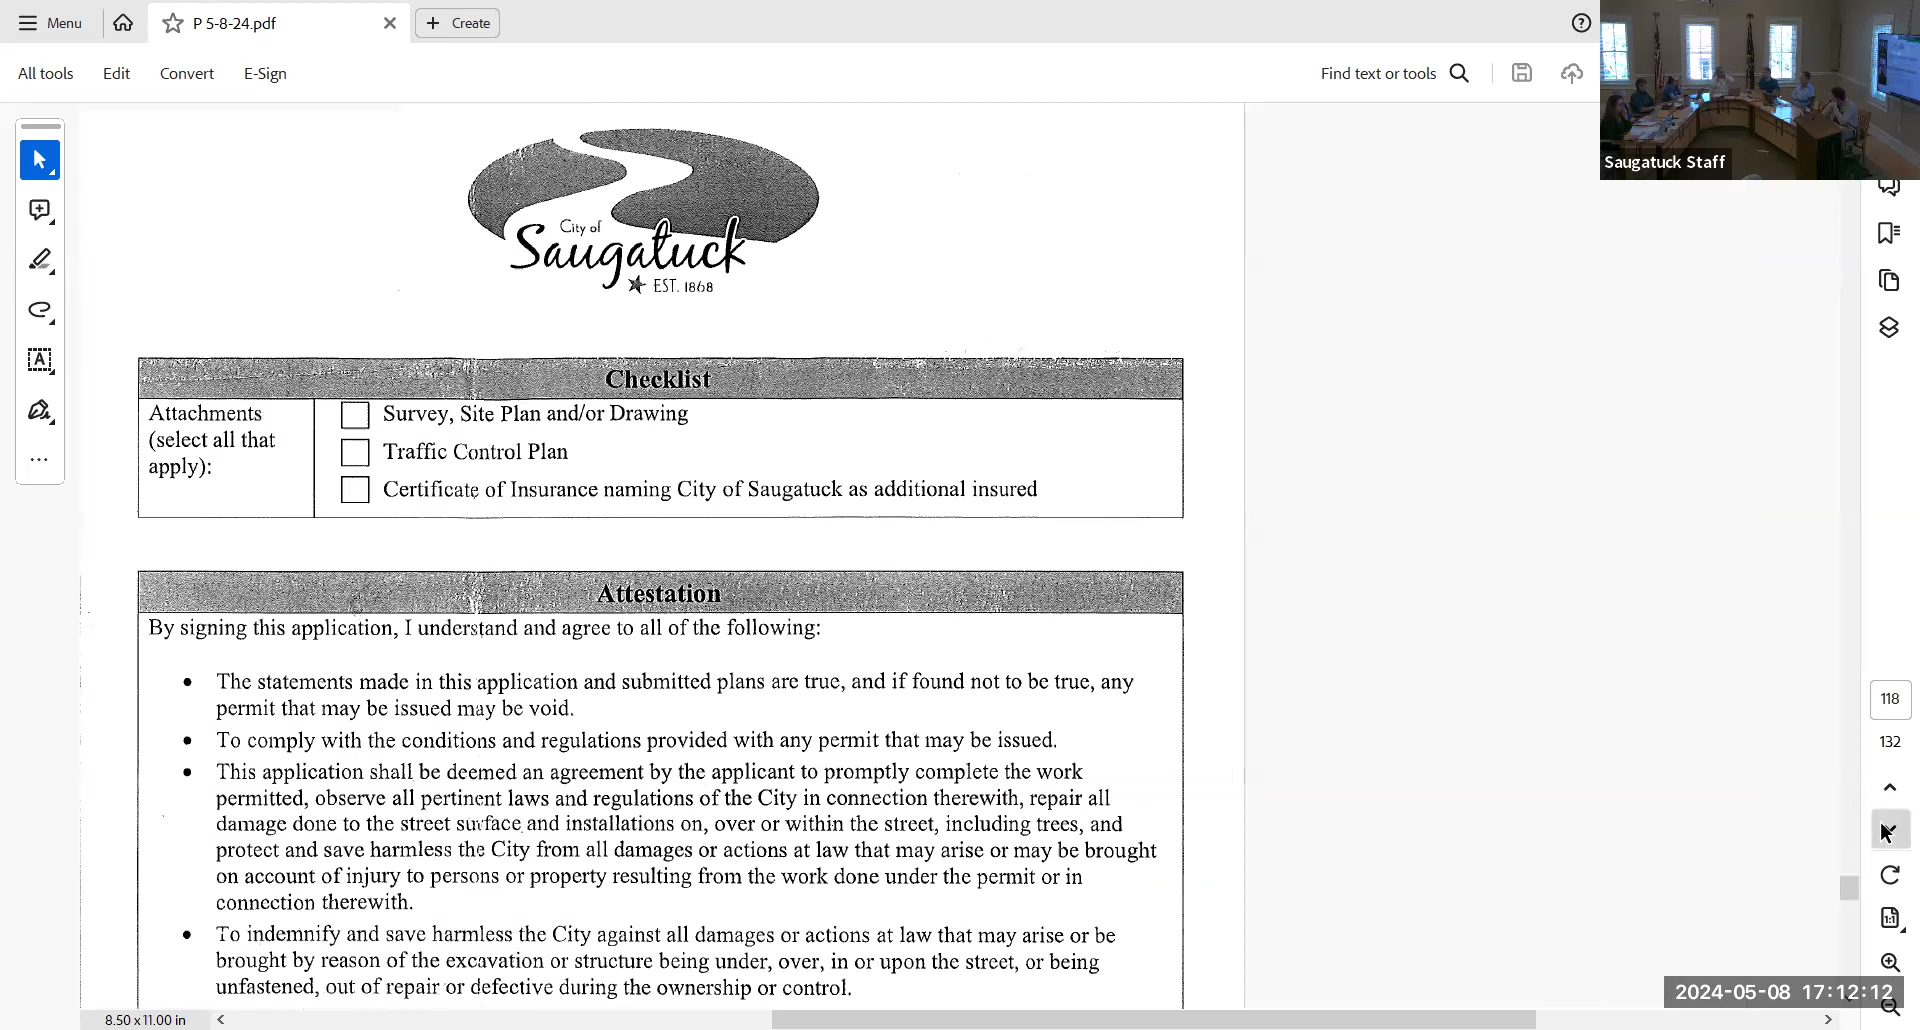 Menu
P 5-8-24.pdf
Create
All tools
Edit
Convert
E-Sign
Find text or tools
Saugatuck Staff
City of
Saugatuck
EST. 1868
Checklist
Attachments
(select all that
apply):
Survey, Site Plan and/or Drawing
Traffic Control Plan
Certificate of Insurance naming City of Saugatuck as additional insured
Attestation
By signing this application, I understand and agree to all of the following:
• The statements made in this application and submitted plans are true, and if found not to be true, any
permit that may be issued may be void.
• To comply with the conditions and regulations provided with any permit that may be issued.
• This application shall be deemed an agreement by the applicant to promptly complete the work
permitted, observe all pertinent laws and regulations of the City in connection therewith, repair all
damage done to the street surface and installations on, over or within the street, including trees, and
protect and save harmless the City from all damages or actions at law that may arise or may be brought
on account of injury to persons or property resulting from the work done under the permit or in
connection therewith.
• To indemnify and save harmless the City against all damages or actions at law that may arise or be
brought by reason of the excavation or structure being under, over, in or upon the street, or being
unfastened, out of repair or defective during the ownership or control.
118
132
1:1
2024-05-08 17:12:12
8.50 x 11.00 in